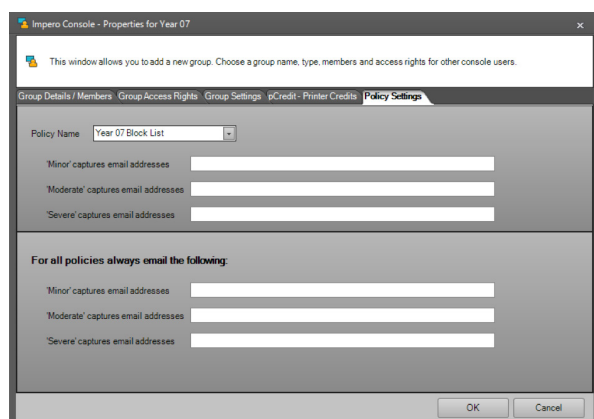 Impero Console - Properties for Year 07
This window allows you to add a new group. Choose a group name, type, members and access rights for other console users.
Group Details / Members Group Access Rights Group Settings pCredit - Printer Credits Policy Settings
Policy Name Year 07 Block List
'Minor' captures email addresses
'Moderate' captures email addresses
'Severe' captures email addresses
For all policies always email the following:
'Minor' captures email addresses
'Moderate' captures email addresses
'Severe' captures email addresses
OK Cancel